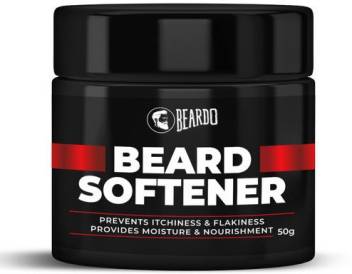 BEARDO
BEARD
SOFTENER
PREVENTS ITCHINESS & FLAKINESS
PROVIDES MOISTURE & NOURISHMENT 50g